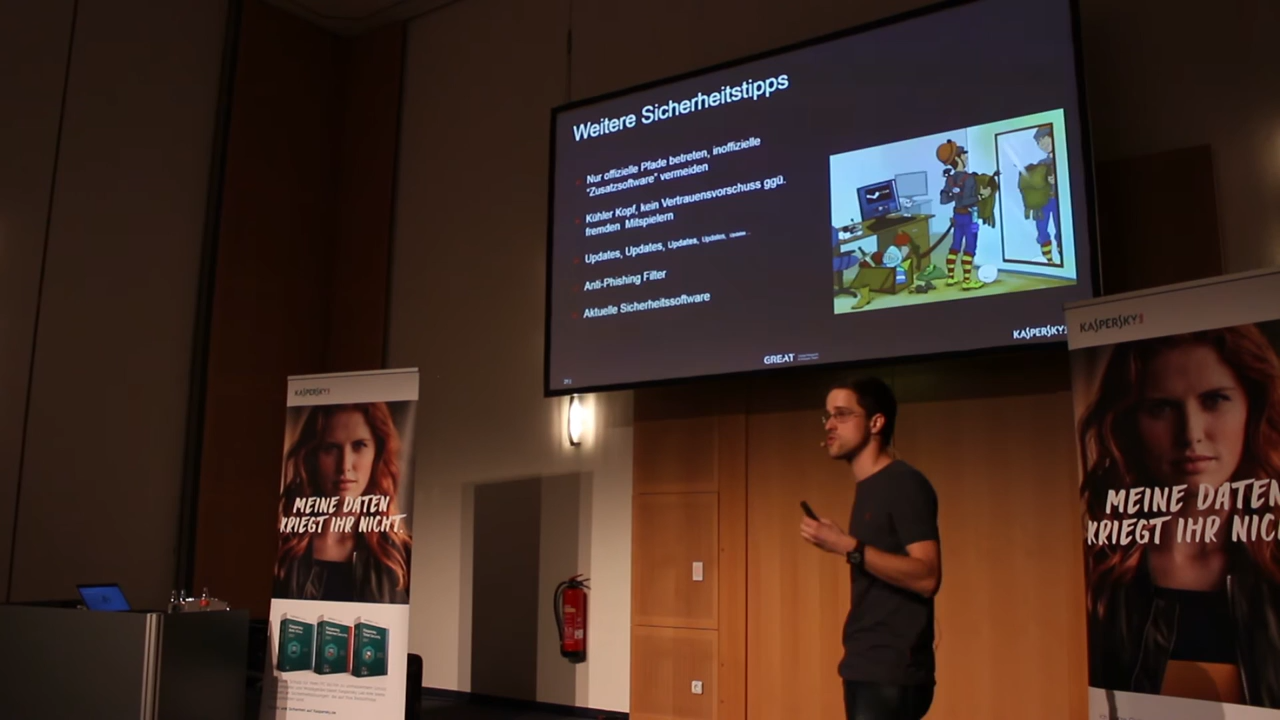 Weitere Sicherheitstipps
Nur offizielle Pfade betreten, inoffizielle
"Zusatzsoftware" vermeiden
Kühler Kopf, kein Vertrauensvorschuss ggü.
fremden Mitspielern
Updates, Updates, Updates, Updates, Updates ...
Anti-Phishing Filter
Aktuelle Sicherheitssoftware
GREAT
KASPERSKY
KASPERSKY
MEINE DATEN
KRIEGT IHR NICHT.
KASPERSKY
MEINE DATEN
KRIEGT IHR NIC